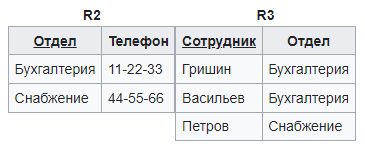 R2 R3
Отдел Телефон Сотрудник Отдел
Бухгалтерия 11-22-33 Гришин Бухгалтерия
Снабжение 44-55-66 Васильев Бухгалтерия
Петров Снабжение